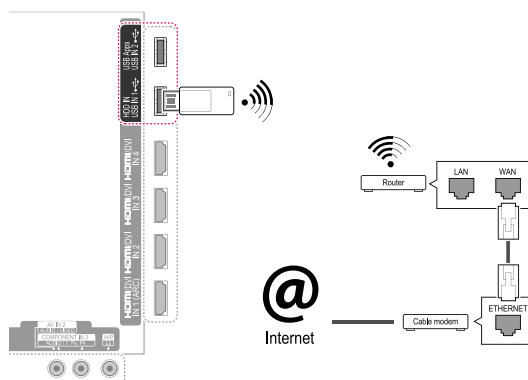 USB Apps
USB IN 2
HDD IN
USB IN 1
HDMI/DVI
IN 4
HDMI/DVI
IN 3
HDMI/DVI
IN 2
HDMI/DVI
IN 1 (ARC)
AV IN 2
AUDIO / VIDEO
COMPONENT IN 2
H/P
LAN
WAN
Router
ETHERNET
Cable modem
@
Internet